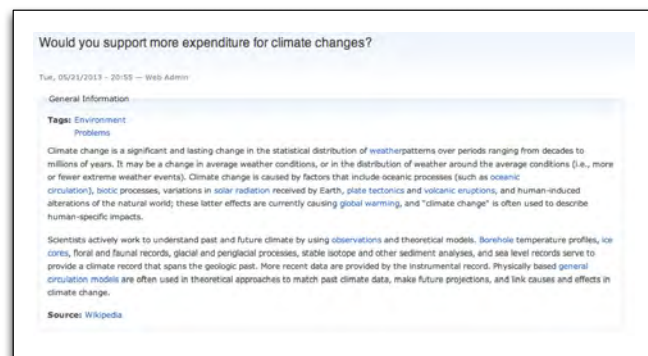 Would you support more expenditure for climate changes?
Tue, 05/21/2013 - 20:55 — Web Admin
General Information
Tags: Environment
Problems
Climate change is a significant and lasting change in the statistical distribution of weatherpatterns over periods ranging from decades to
millions of years. It may be a change in average weather conditions, or in the distribution of weather around the average conditions (i.e., more
or fewer extreme weather events). Climate change is caused by factors that include oceanic processes (such as oceanic
circulation), biotic processes, variations in solar radiation received by Earth, plate tectonics and volcanic eruptions, and human-induced
alterations of the natural world; these latter effects are currently causing global warming, and "climate change" is often used to describe
human-specific impacts.
Scientists actively work to understand past and future climate by using observations and theoretical models. Borehole temperature profiles, ice
cores, floral and faunal records, glacial and periglacial processes, stable isotope and other sediment analyses, and sea level records serve to
provide a climate record that spans the geologic past. More recent data are provided by the instrumental record. Physically based general
circulation models are often used in theoretical approaches to match past climate data, make future projections, and link causes and effects in
climate change.
Source: Wikipedia